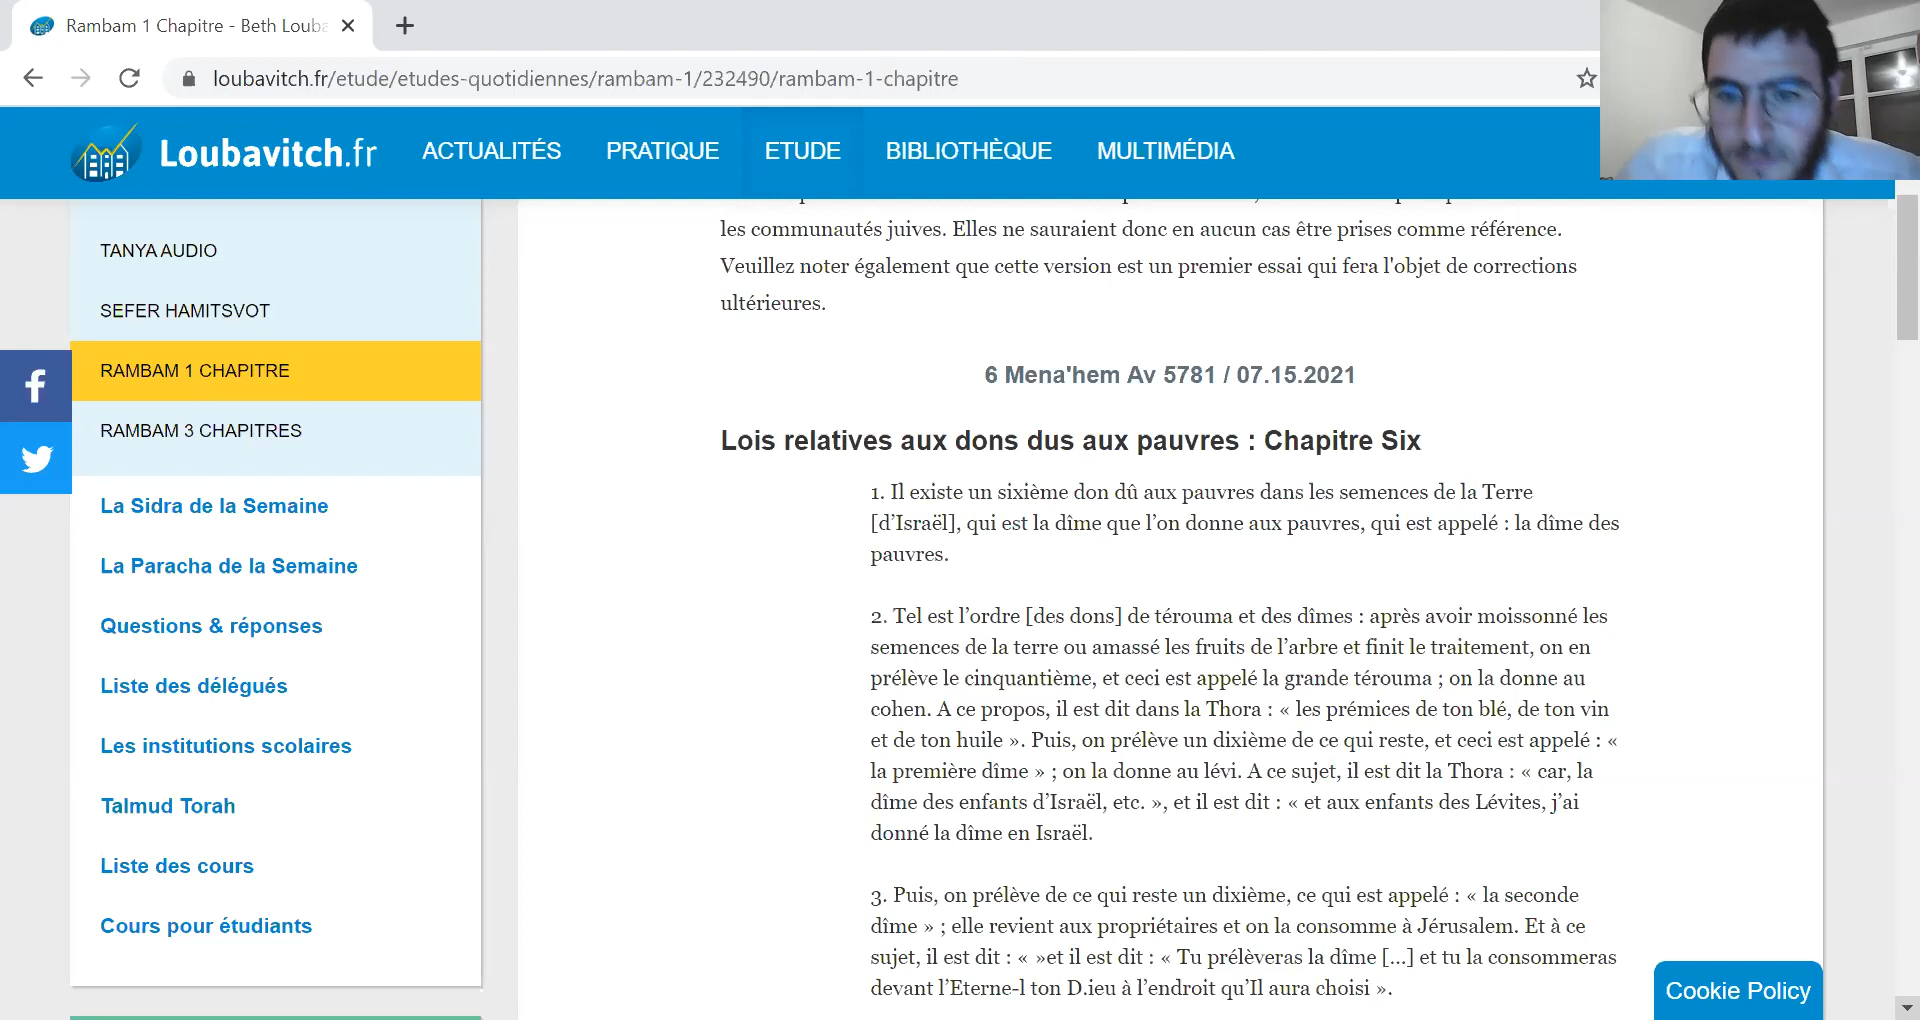 Rambam 1 Chapitre - Beth Louba
loubavitch.fr/etude/etudes-quotidiennes/rambam-1/232490/rambam-1-chapitre
Loubavitch.fr
ACTUALITÉS
PRATIQUE
ETUDE
BIBLIOTHÈQUE
MULTIMÉDIA
TANYA AUDIO
SEFER HAMITSVOT
RAMBAM 1 CHAPITRE
RAMBAM 3 CHAPITRES
La Sidra de la Semaine
La Paracha de la Semaine
Questions & réponses
Liste des délégués
Les institutions scolaires
Talmud Torah
Liste des cours
Cours pour étudiants
les communautés juives. Elles ne sauraient donc en aucun cas être prises comme référence.
Veuillez noter également que cette version est un premier essai qui fera l'objet de corrections
ultérieures.
6 Mena'hem Av 5781 / 07.15.2021
Lois relatives aux dons dus aux pauvres : Chapitre Six
1. Il existe un sixième don dû aux pauvres dans les semences de la Terre
[d’Israël], qui est la dîme que l’on donne aux pauvres, qui est appelé : la dîme des
pauvres.
2. Tel est l’ordre [des dons] de térouma et des dîmes : après avoir moissonné les
semences de la terre ou amassé les fruits de l’arbre et finit le traitement, on en
prélève le cinquantième, et ceci est appelé la grande térouma ; on la donne au
cohen. A ce propos, il est dit dans la Thora : « les prémices de ton blé, de ton vin
et de ton huile ». Puis, on prélève un dixième de ce qui reste, et ceci est appelé : «
la première dîme » ; on la donne au lévi. A ce sujet, il est dit la Thora : « car, la
dîme des enfants d’Israël, etc. », et il est dit : « et aux enfants des Lévites, j’ai
donné la dîme en Israël.
3. Puis, on prélève de ce qui reste un dixième, ce qui est appelé : « la seconde
dîme » ; elle revient aux propriétaires et on la consomme à Jérusalem. Et à ce
sujet, il est dit : « »et il est dit : « Tu prélèveras la dîme [...] et tu la consommeras
devant l’Eterne-l ton D.ieu à l’endroit qu’Il aura choisi ».
Cookie Policy